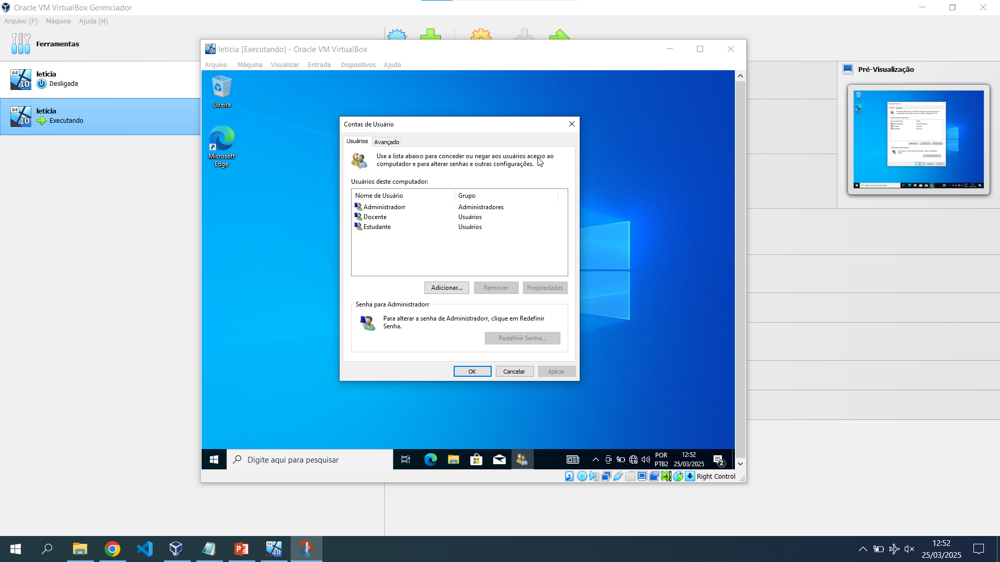 Oracle VM VirtualBox Gerenciador
Arquivo (F) Máquina Ajuda (H)
Ferramentas
leticia
Desligada
letícia
Executando
Pré-Visualização
letícia [Executando] - Oracle VM VirtualBox
Arquivo Máquina Visualizar Entrada Dispositivos Ajuda
Lixeira
Microsoft
Edge
Contas de Usuário
Usuários Avançado
Use a lista abaixo para conceder ou negar aos usuários acesso ao
computador e para alterar senhas e outras configurações.
Usuários deste computador:
Nome de Usuário Grupo
Administradorr Administradores
Docente Usuários
Estudante Usuários
Adicionar... Remover Propriedades
Senha para Administradorr
Para alterar a senha de Administradorr, clique em Redefinir
Senha.
Redefinir Senha...
OK Cancelar Aplicar
Digite aqui para pesquisar
POR
PTB2
12:52
25/03/2025
2
Right Control
12:52
25/03/2025